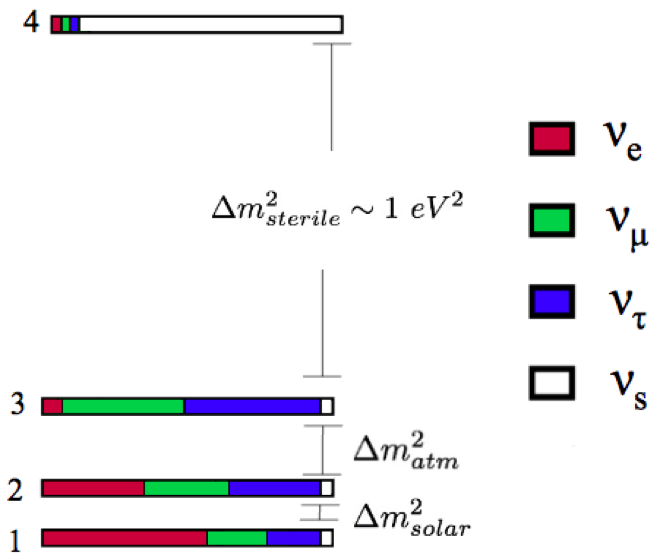 4
Δm²sterile ~ 1 eV²
νe
νμ
ντ
νs
3
Δm²atm
2
Δm²solar
1